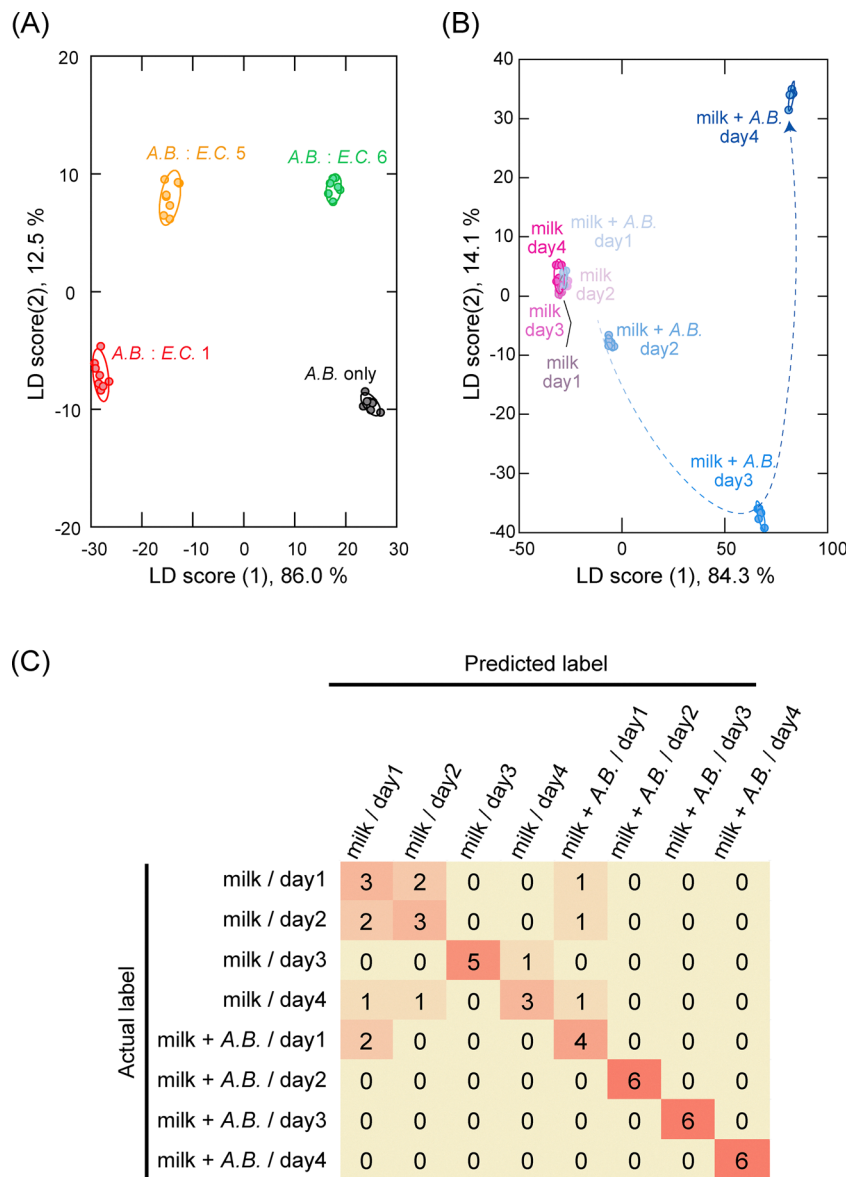 (A)
20
10
0
-10
-20
LD score(2), 12.5 %
A.B. : E.C. 5
A.B. : E.C. 6
A.B. : E.C. 1
A.B. only
-30
-20
-10
0
10
20
30
LD score (1), 86.0 %
(B)
40
30
20
10
0
-10
-20
-30
-40
LD score(2), 14.1 %
milk + A.B.
day4
milk
day4
milk + A.B.
day1
milk
day2
milk
day3
milk
day1
milk + A.B.
day2
milk + A.B.
day3
-50
0
50
100
LD score (1), 84.3 %
(C)
Predicted label
milk / day1
milk / day2
milk / day3
milk / day4
milk + A.B. / day1
milk + A.B. / day2
milk + A.B. / day3
milk + A.B. / day4
Actual label
milk / day1 3 2 0 0 1 0 0 0
milk / day2 2 3 0 0 1 0 0 0
milk / day3 0 0 5 1 0 0 0 0
milk / day4 1 1 0 3 1 0 0 0
milk + A.B. / day1 2 0 0 0 4 0 0 0
milk + A.B. / day2 0 0 0 0 0 6 0 0
milk + A.B. / day3 0 0 0 0 0 0 6 0
milk + A.B. / day4 0 0 0 0 0 0 0 6